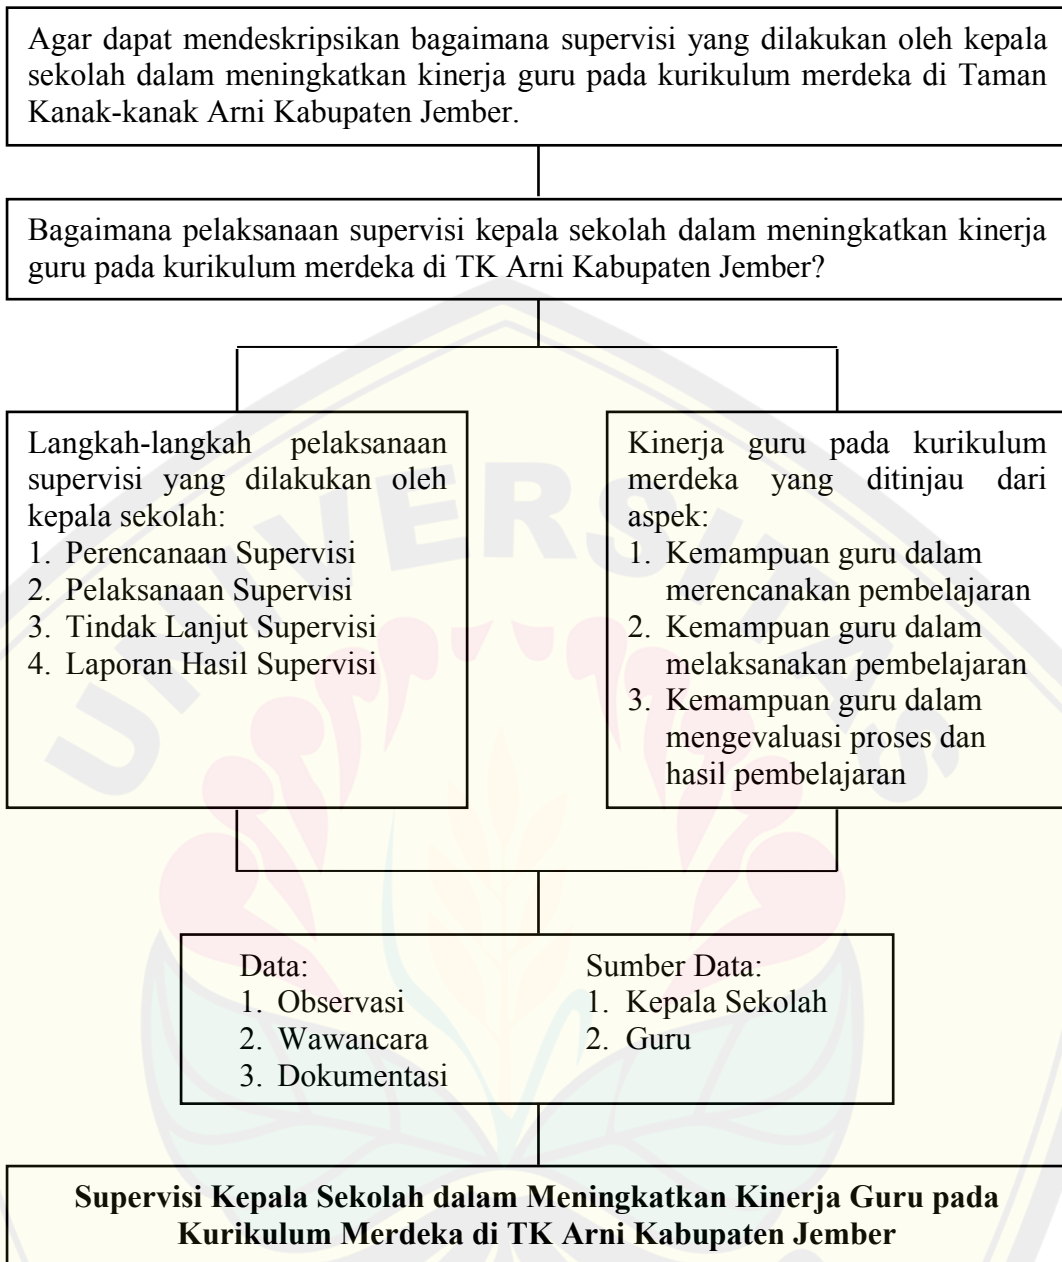 Agar dapat mendeskripsikan bagaimana supervisi yang dilakukan oleh kepala
sekolah dalam meningkatkan kinerja guru pada kurikulum merdeka di Taman
Kanak-kanak Arni Kabupaten Jember.
Bagaimana pelaksanaan supervisi kepala sekolah dalam meningkatkan kinerja
guru pada kurikulum merdeka di TK Arni Kabupaten Jember?
Langkah-langkah pelaksanaan
supervisi yang dilakukan oleh
kepala sekolah:
1. Perencanaan Supervisi
2. Pelaksanaan Supervisi
3. Tindak Lanjut Supervisi
4. Laporan Hasil Supervisi
Kinerja guru pada kurikulum
merdeka yang ditinjau dari
aspek:
1. Kemampuan guru dalam
merencanakan pembelajaran
2. Kemampuan guru dalam
melaksanakan pembelajaran
3. Kemampuan guru dalam
mengevaluasi proses dan
hasil pembelajaran
Data:
1. Observasi
2. Wawancara
3. Dokumentasi
Sumber Data:
1. Kepala Sekolah
2. Guru
Supervisi Kepala Sekolah dalam Meningkatkan Kinerja Guru pada
Kurikulum Merdeka di TK Arni Kabupaten Jember
UNIVERSITAS